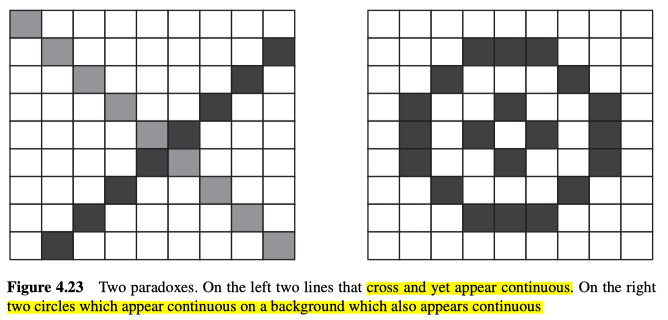 Figure 4.23 Two paradoxes. On the left two lines that cross and yet appear continuous. On the right
two circles which appear continuous on a background which also appears continuous